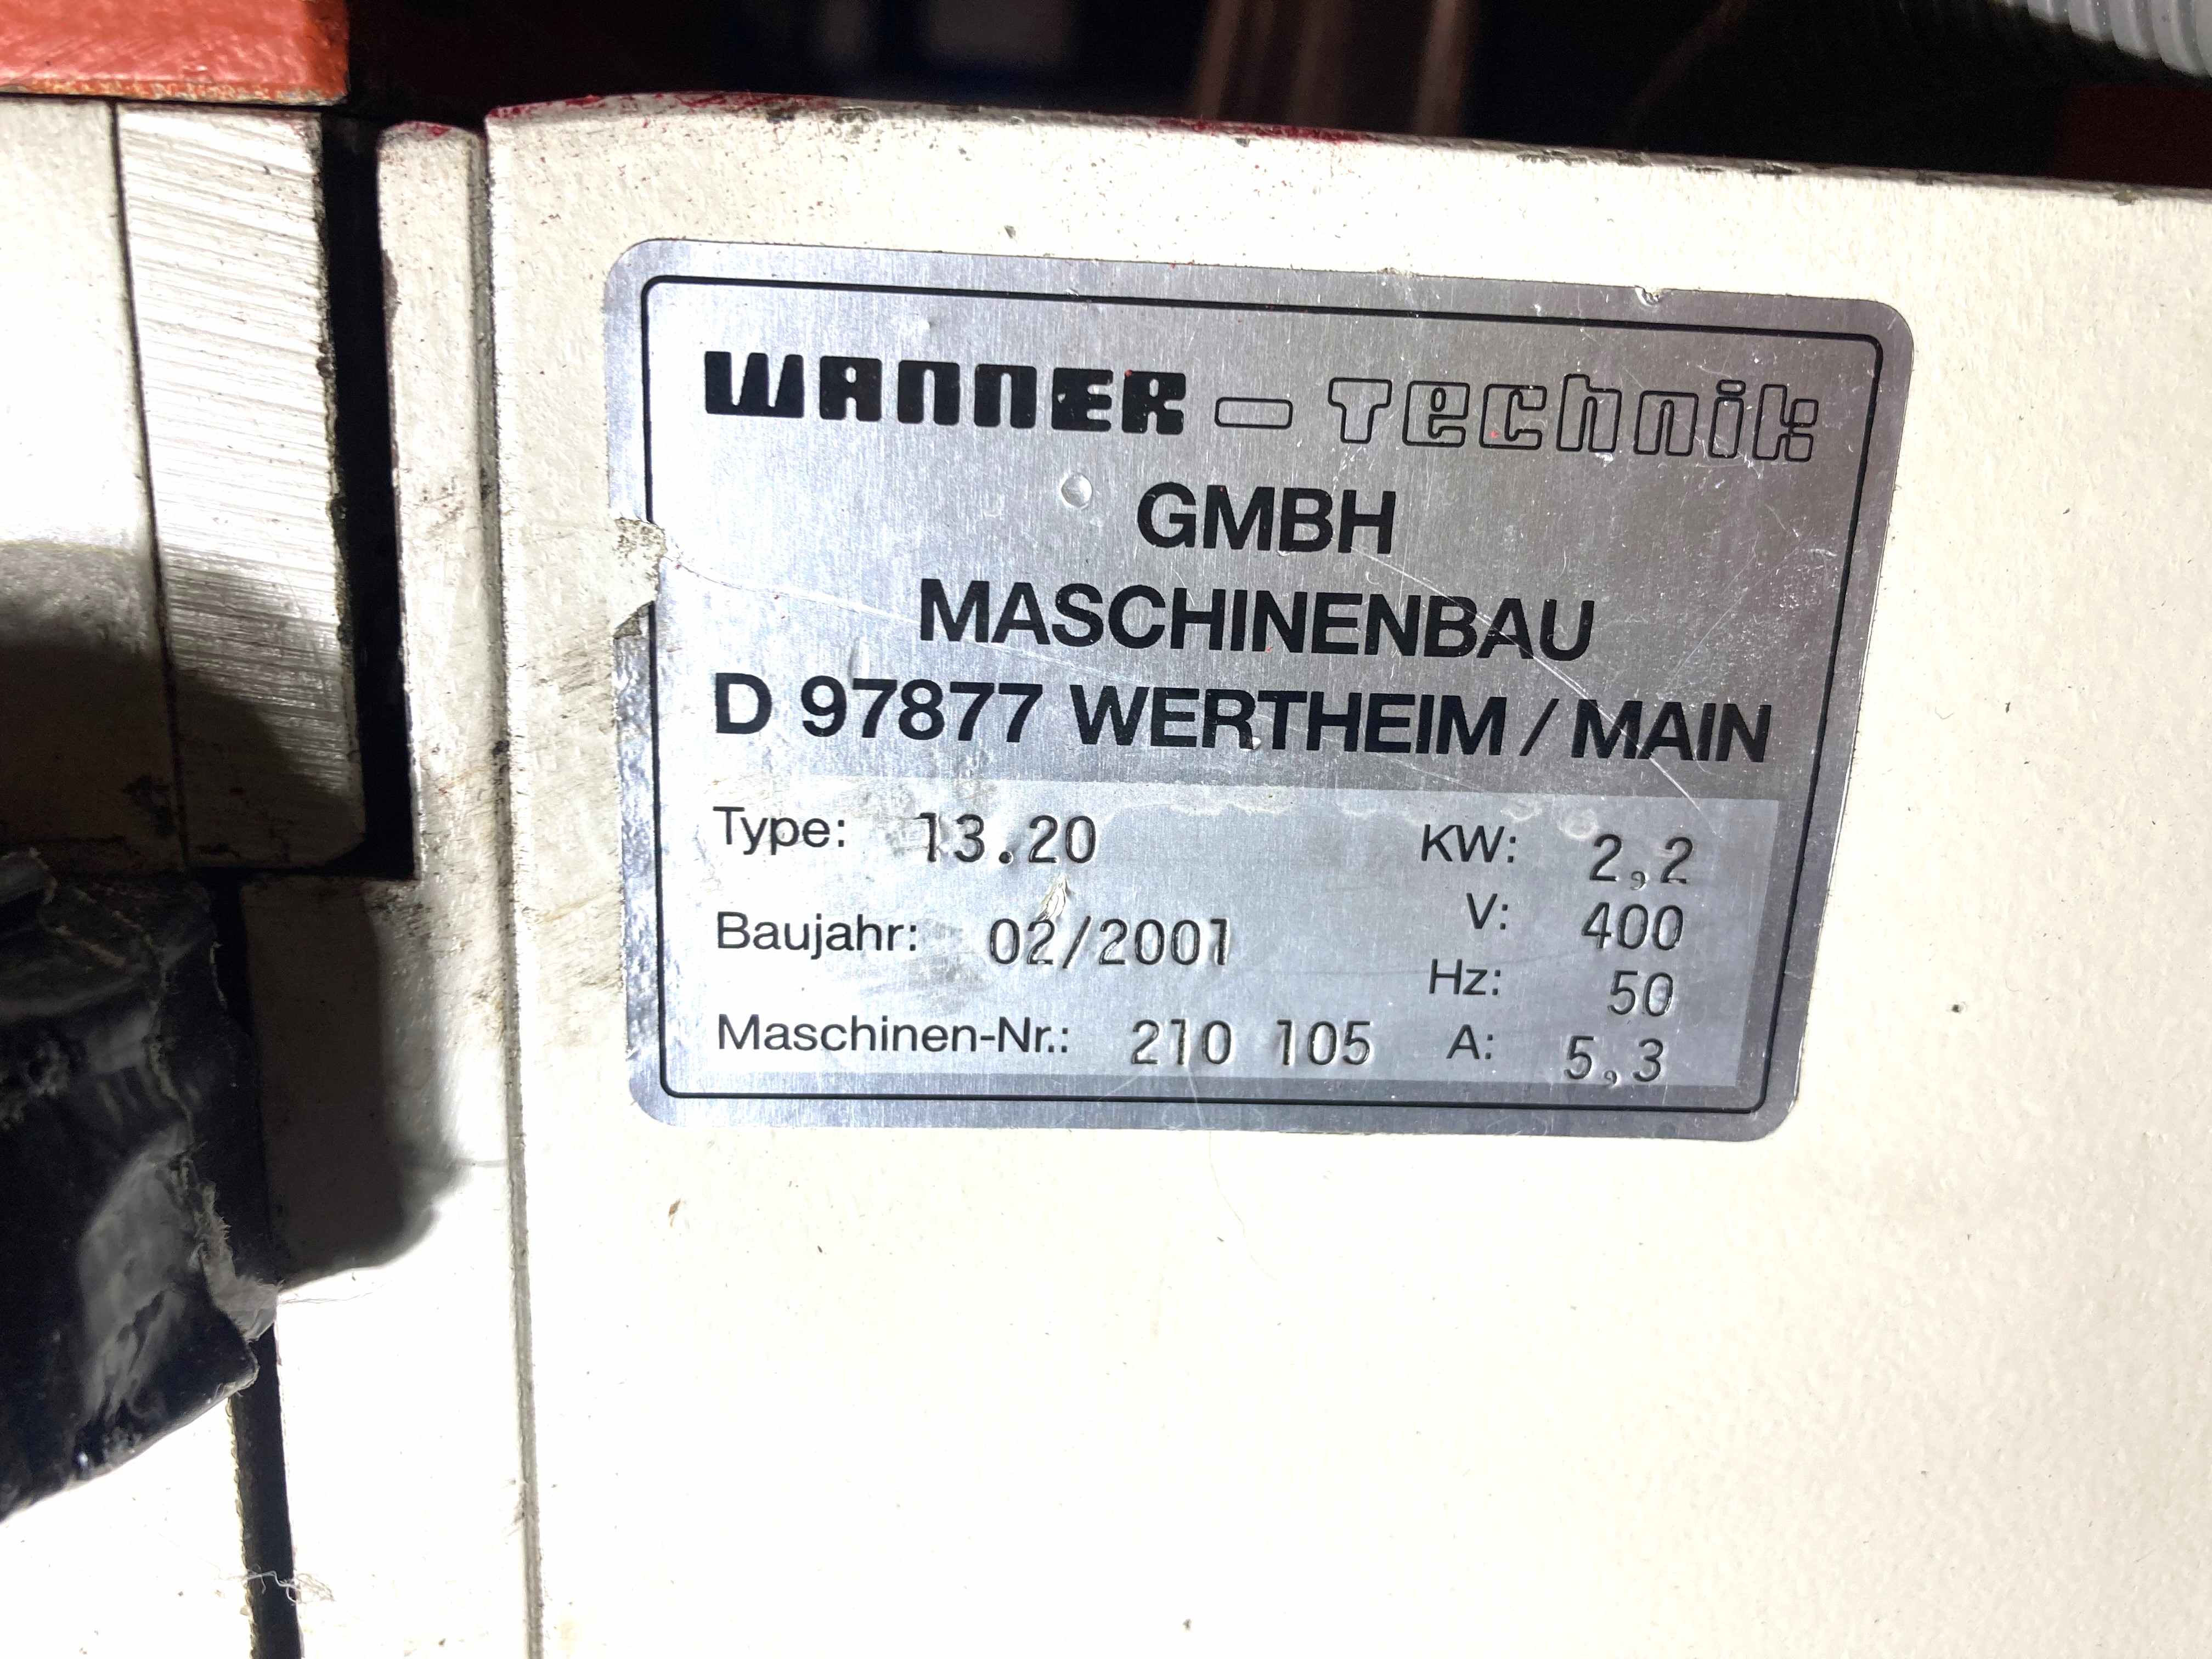 WANNER - Technik
GMBH
MASCHINENBAU
D 97877 WERTHEIM / MAIN
Type: 13.20 KW: 2,2
V: 400
Baujahr: 02/2001
Hz: 50
Maschinen-Nr.: 210 105 A: 5,3